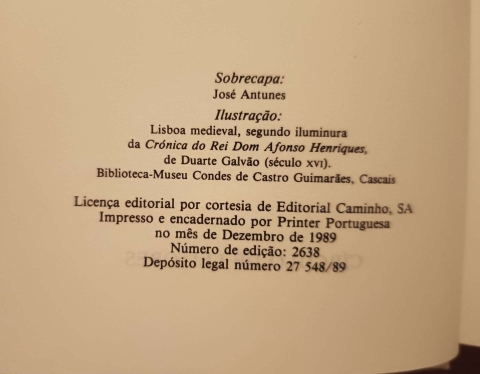 Sobrecapa:
José Antunes
Ilustração:
Lisboa medieval, segundo iluminura
da Crónica do Rei Dom Afonso Henriques,
de Duarte Galvão (século XVI).
Biblioteca-Museu Condes de Castro Guimarães, Cascais
Licença editorial por cortesia de Editorial Caminho, SA
Impresso e encadernado por Printer Portuguesa
no mês de Dezembro de 1989
Número de edição: 2638
Depósito legal número 27 548/89